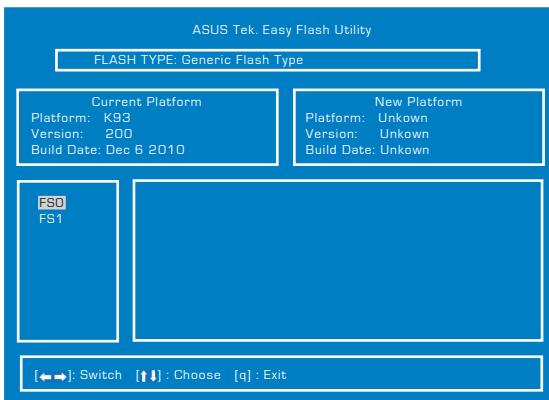 ASUS Tek. Easy Flash Utility
FLASH TYPE: Generic Flash Type
Current Platform
Platform: K93
Version: 200
Build Date: Dec 6 2010
New Platform
Platform: Unkown
Version: Unkown
Build Date: Unkown
FS0
FS1
[←→]: Switch [↑↓] : Choose [q] : Exit